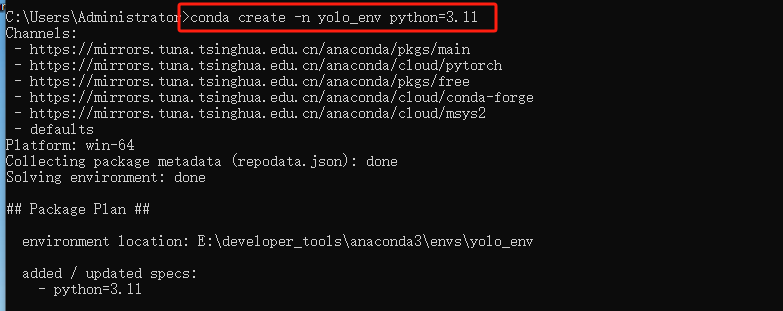 C:\Users\Administrator>conda create -n yolo_env python=3.11
Channels:
 - https://mirrors.tuna.tsinghua.edu.cn/anaconda/pkgs/main
 - https://mirrors.tuna.tsinghua.edu.cn/anaconda/cloud/pytorch
 - https://mirrors.tuna.tsinghua.edu.cn/anaconda/pkgs/free
 - https://mirrors.tuna.tsinghua.edu.cn/anaconda/cloud/conda-forge
 - https://mirrors.tuna.tsinghua.edu.cn/anaconda/cloud/msys2
 - defaults
Platform: win-64
Collecting package metadata (repodata.json): done
Solving environment: done
## Package Plan ##
  environment location: E:\developer_tools\anaconda3\envs\yolo_env
  added / updated specs:
    - python=3.11